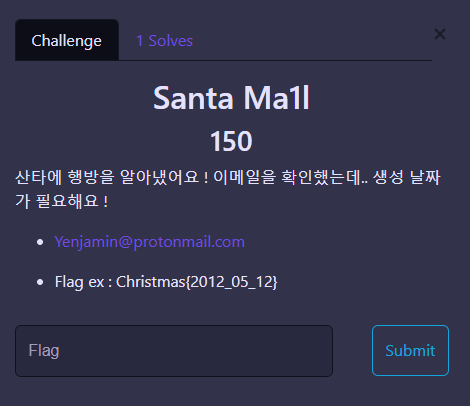 Challenge
1 Solves
×
Santa Ma1l
150
산타에 행방을 알아냈어요 ! 이메일을 확인했는데.. 생성 날짜
가 필요해요 !
Yenjamin@protonmail.com
Flag ex : Christmas{2012_05_12}
Flag
Submit